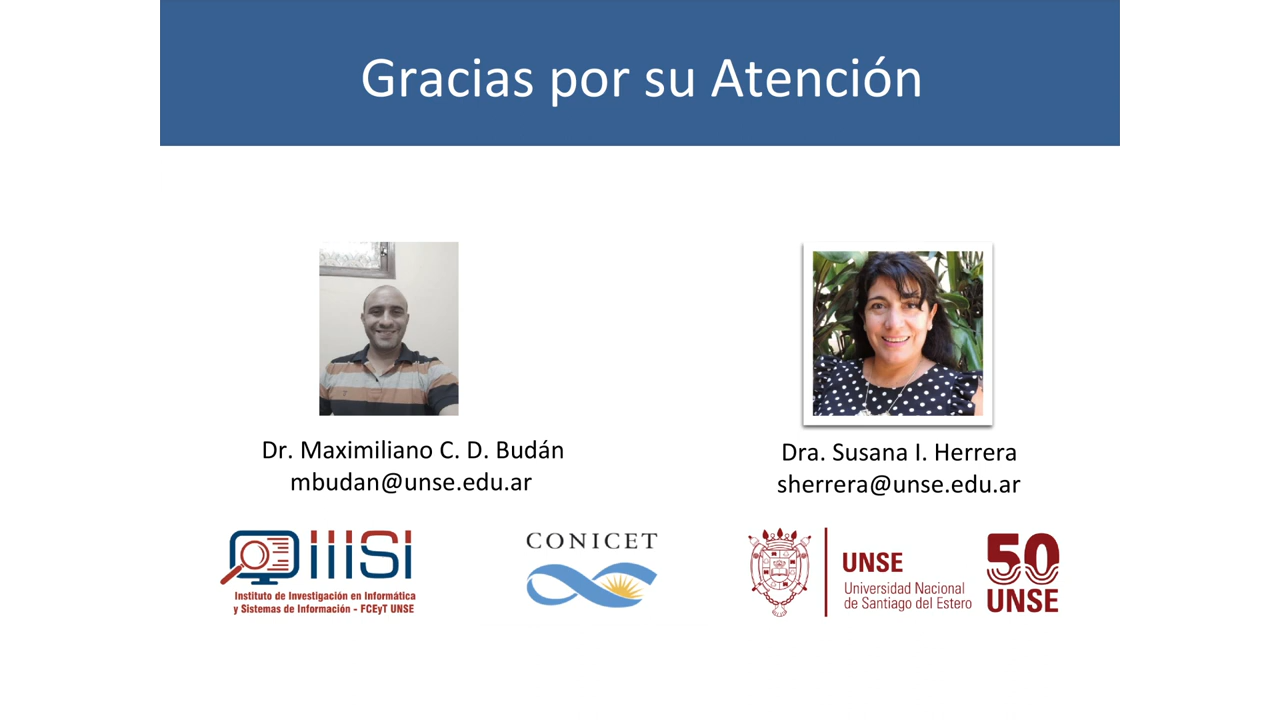 Gracias por su Atención
Dr. Maximiliano C. D. Budán
mbudan@unse.edu.ar
Dra. Susana I. Herrera
sherrera@unse.edu.ar
IIISI
Instituto de Investigación en Informática
y Sistemas de Información - FCEyT UNSE
CONICET
UNSE
Universidad Nacional
de Santiago del Estero
50
UNSE